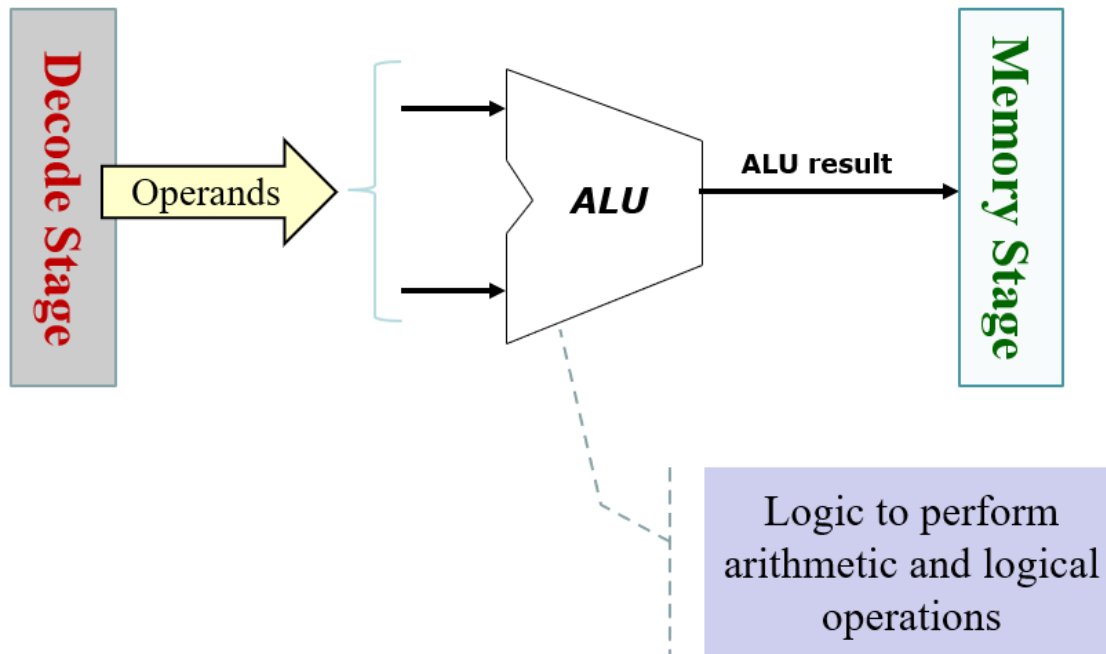 Decode Stage
Operands
ALU
ALU result
Memory Stage
Logic to perform
arithmetic and logical
operations